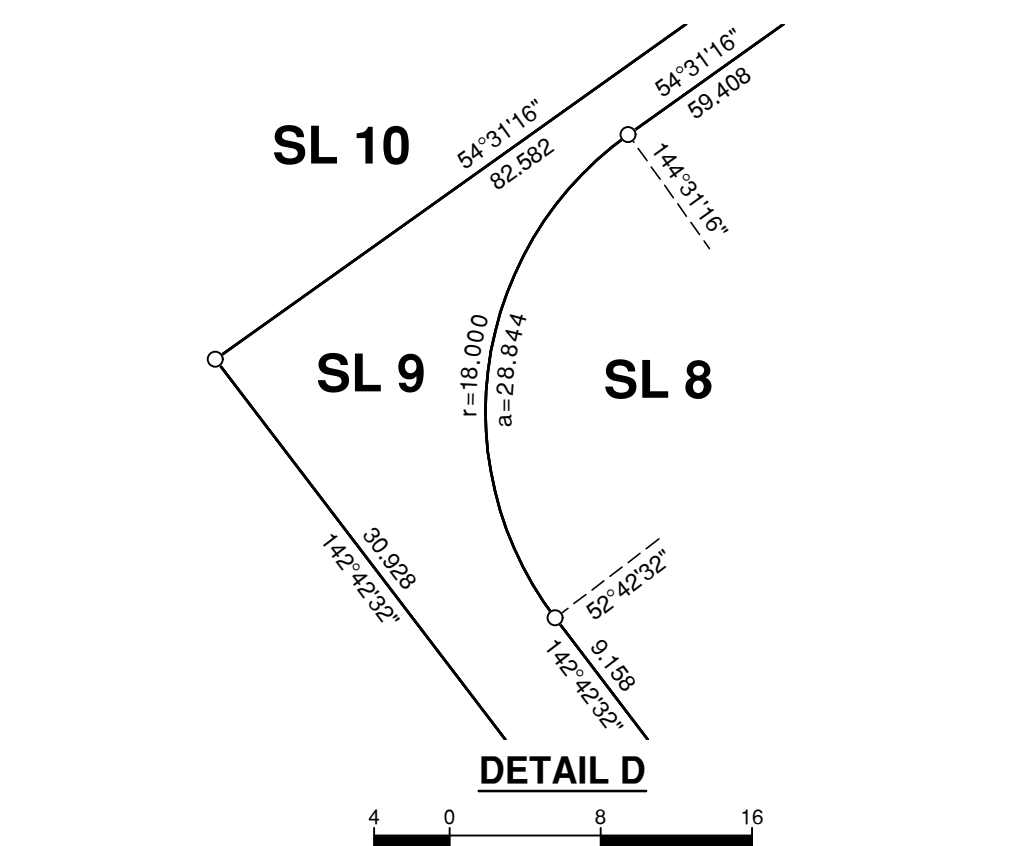 54°31'16"
59.408
SL 10
54°31'16"
82.582
144°31'16"
SL 9
r=18.000
a=28.844
SL 8
30.928
142°42'32"
52°42'32"
9.158
142°42'32"
DETAIL D
4 0 8 16